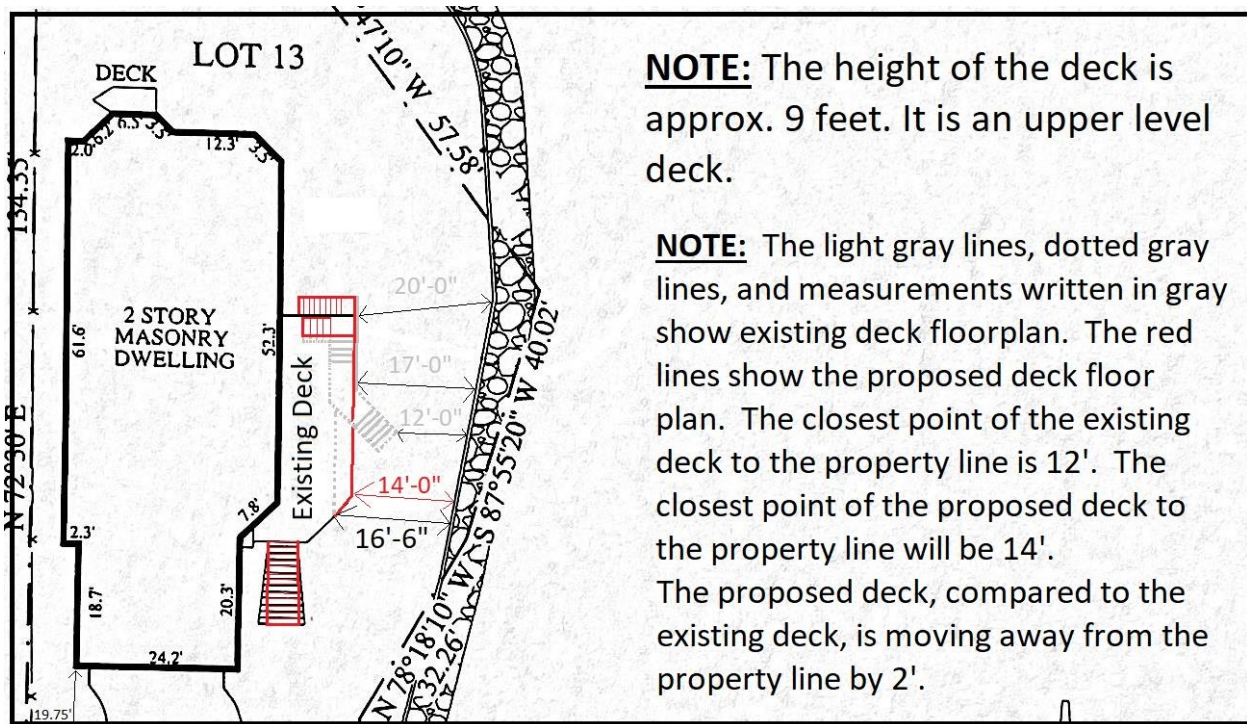 LOT 13
DECK
47'10" W 57.58'
2.0'
6.2'
6.5'
3.5'
12.3'
3.5'
134.35'
2 STORY
MASONRY
DWELLING
61.6'
52.3'
Existing Deck
20'-0"
17'-0"
12'-0"
14'-0"
16'-6"
S 87°55'20" W 40.02'
N 72°30'00" E
7.8'
2.3'
18.7'
20.3'
24.2'
19.75'
N 78°18'10" W
32.26'
NOTE: The height of the deck is
approx. 9 feet. It is an upper level
deck.
NOTE: The light gray lines, dotted gray
lines, and measurements written in gray
show existing deck floorplan. The red
lines show the proposed deck floor
plan. The closest point of the existing
deck to the property line is 12'. The
closest point of the proposed deck to
the property line will be 14'.
The proposed deck, compared to the
existing deck, is moving away from the
property line by 2'.